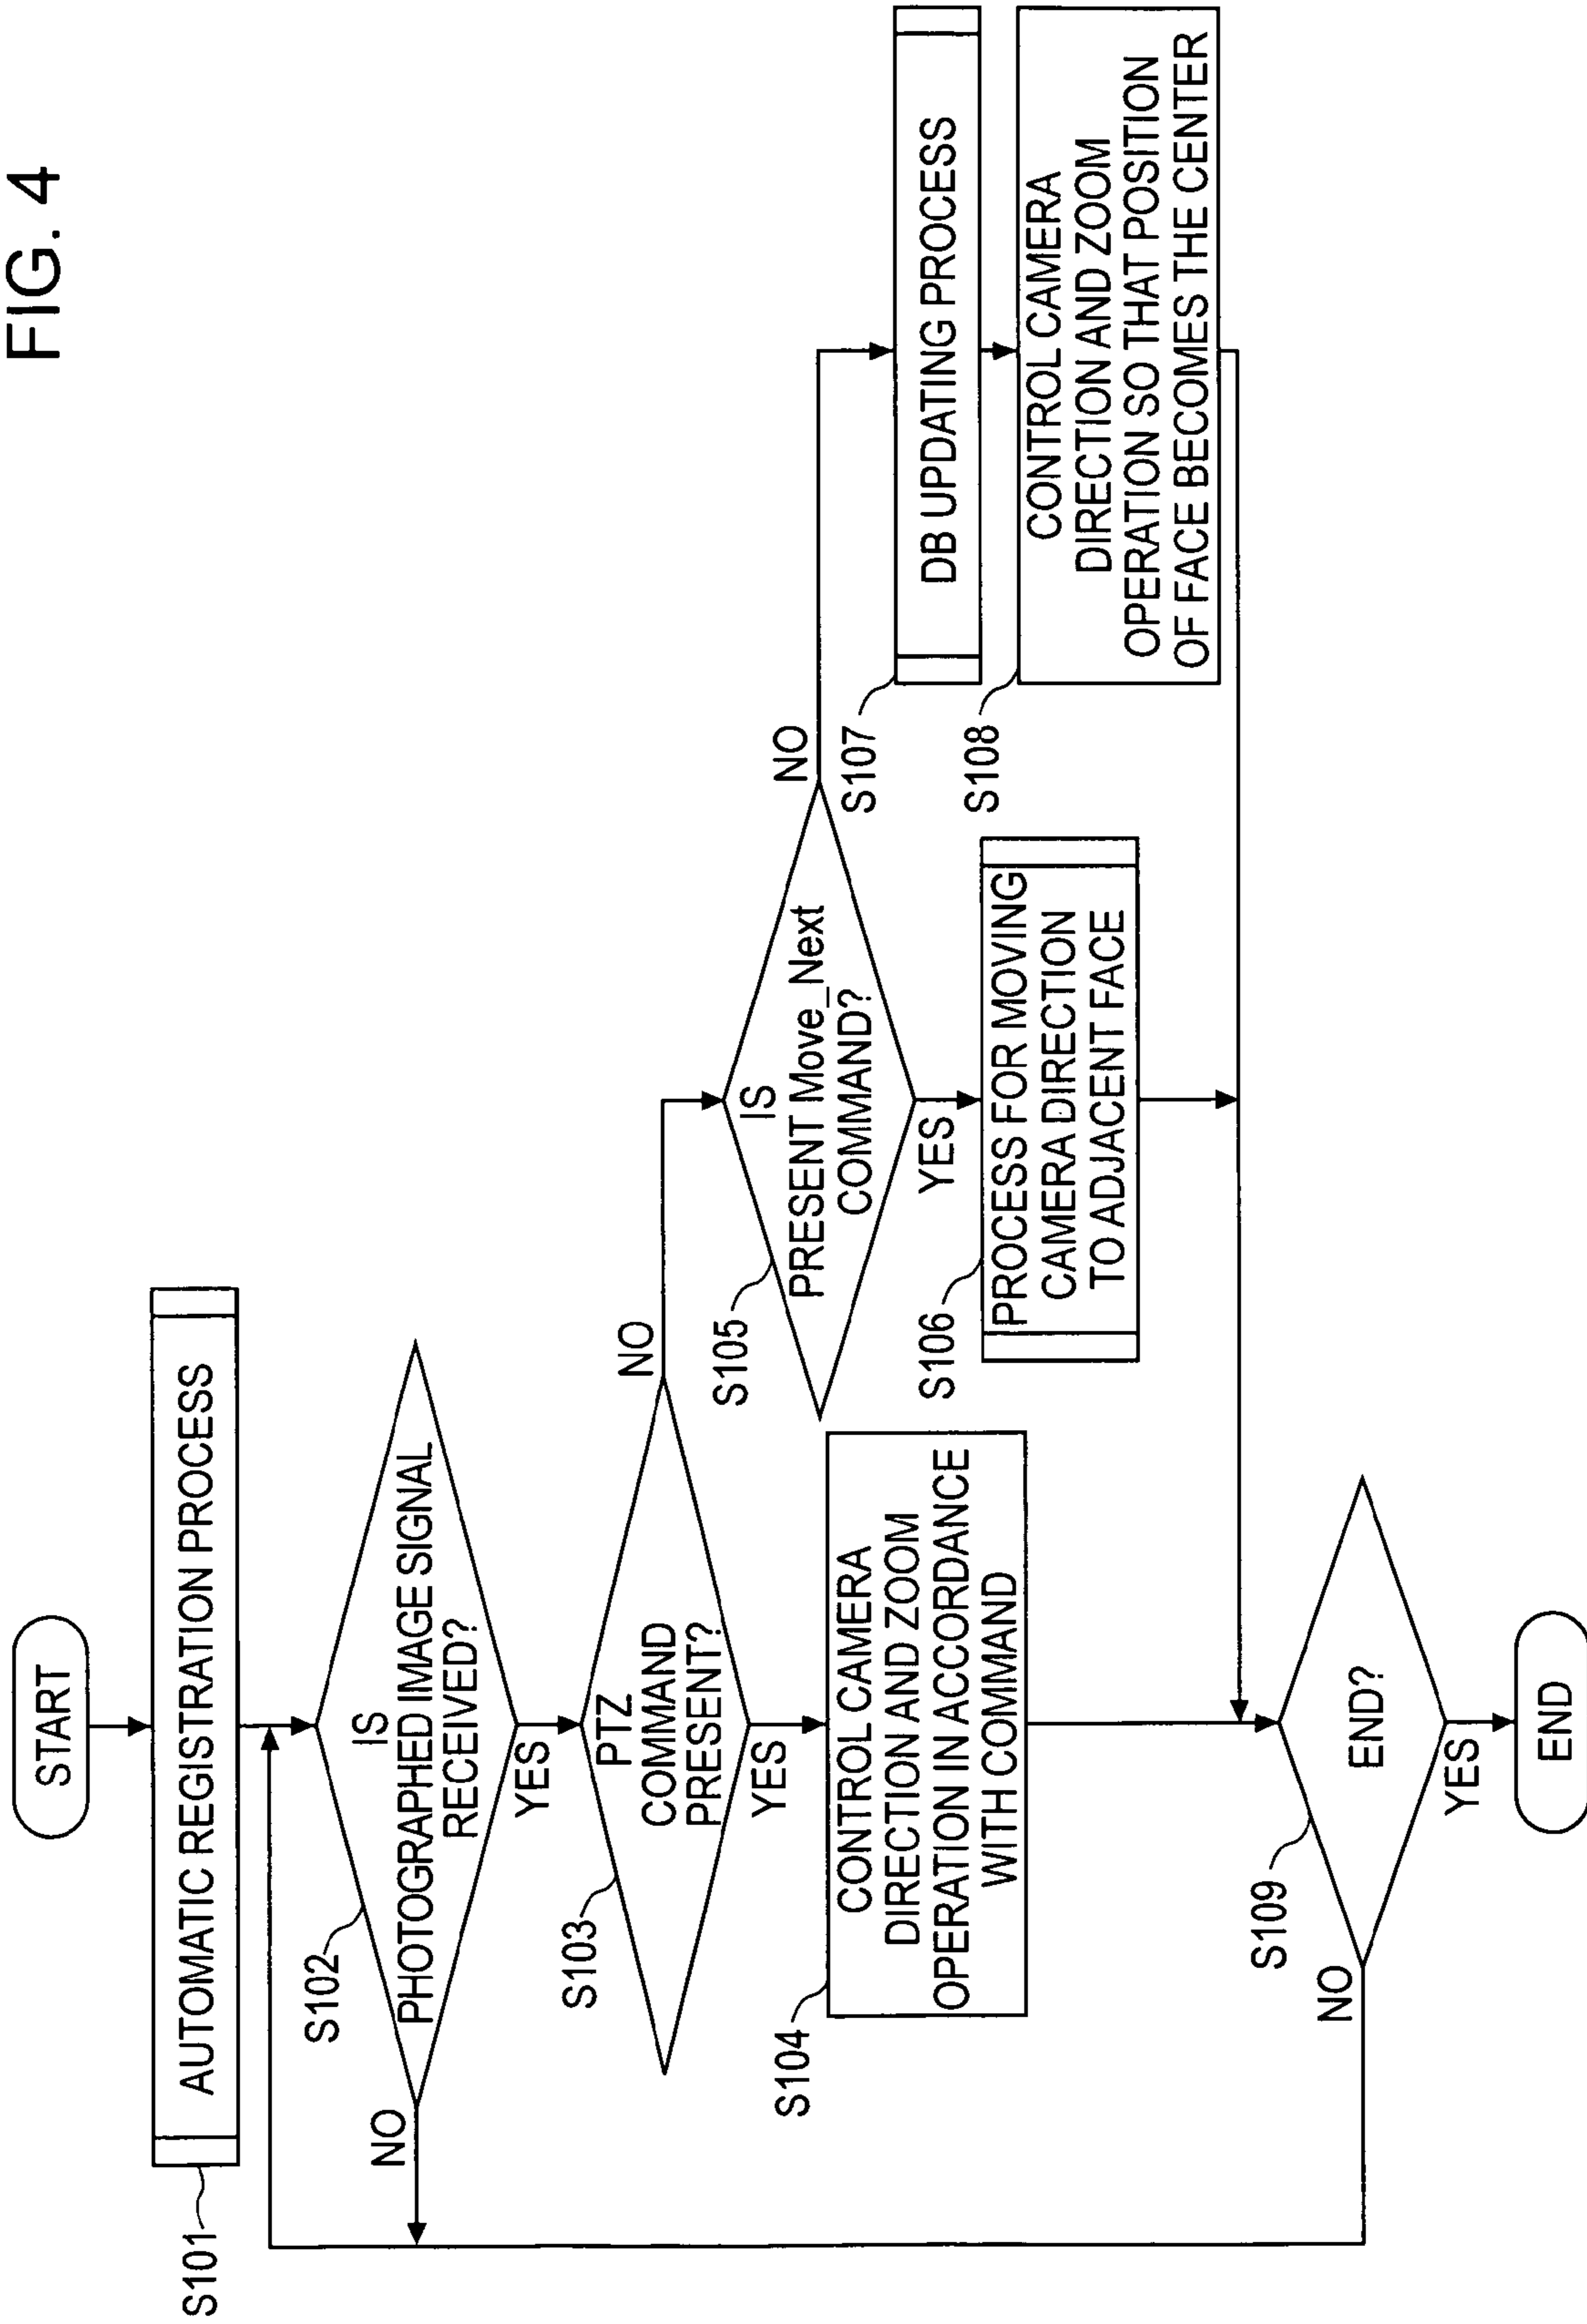 FIG. 4
START
S101
AUTOMATIC REGISTRATION PROCESS
S102
IS
PHOTOGRAPHED IMAGE SIGNAL
RECEIVED?
NO
YES
S103
PTZ
COMMAND
PRESENT?
NO
YES
S104
CONTROL CAMERA
DIRECTION AND ZOOM
OPERATION IN ACCORDANCE
WITH COMMAND
S105
IS
PRESENT Move_Next
COMMAND?
NO
YES
S106
PROCESS FOR MOVING
CAMERA DIRECTION
TO ADJACENT FACE
S107
DB UPDATING PROCESS
S108
CONTROL CAMERA
DIRECTION AND ZOOM
OPERATION SO THAT POSITION
OF FACE BECOMES THE CENTER
S109
END?
NO
YES
END